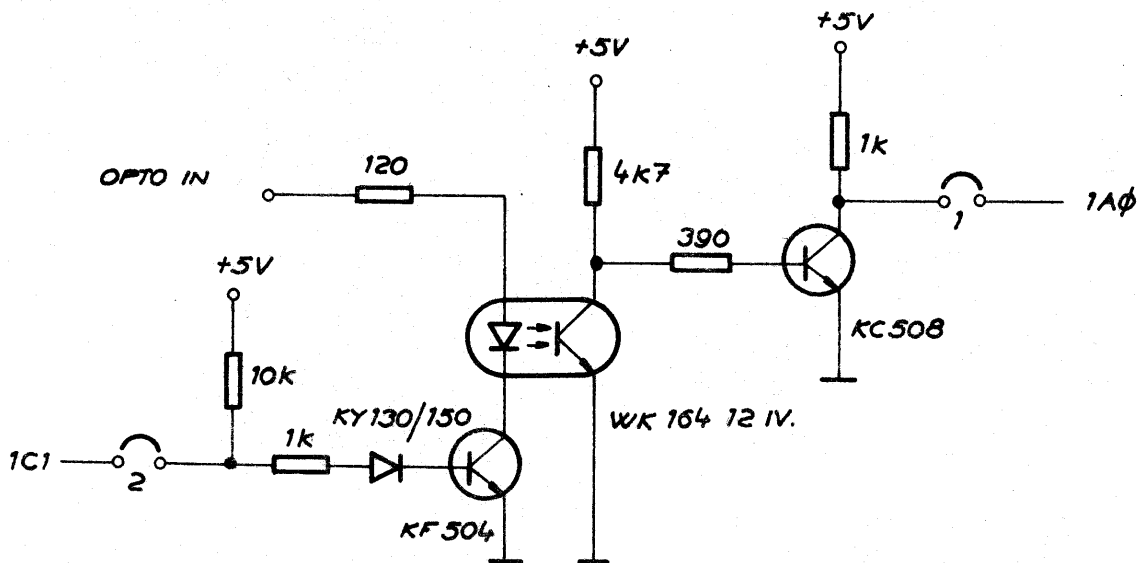 +5V
+5V
1k
120
4k7
OPTO IN
1AØ
1
390
+5V
KC508
10k
KY130/150
WK 164 12 IV.
1k
1C1
2
KF504